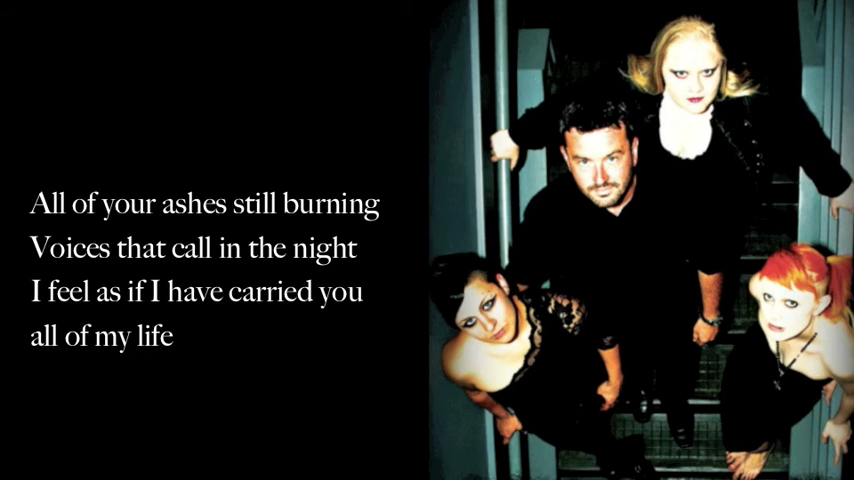 All of your ashes still burning
Voices that call in the night
I feel as if I have carried you
all of my life